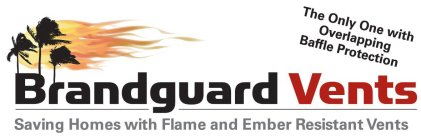 The Only One with
Overlapping
Baffle Protection
Brandguard Vents
Saving Homes with Flame and Ember Resistant Vents